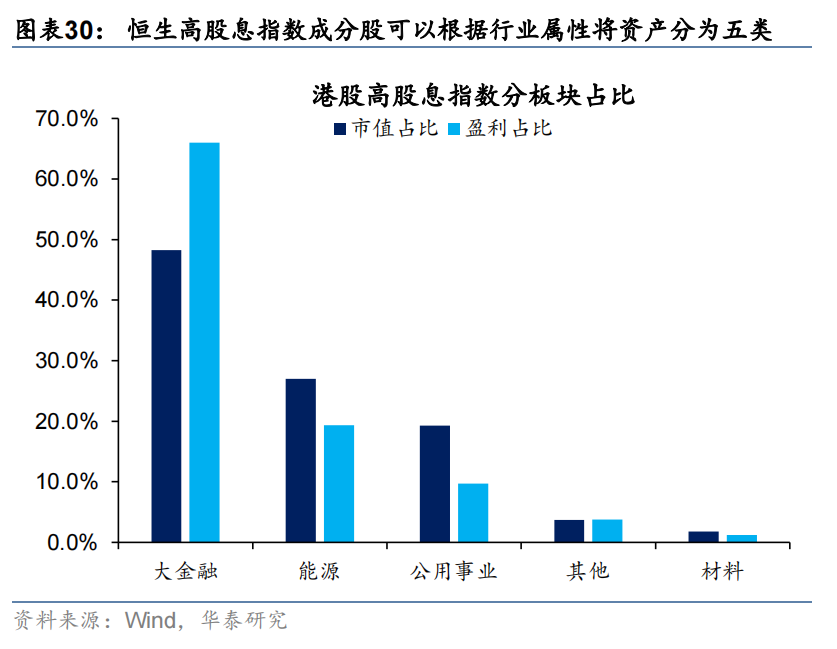 图表30： 恒生高股息指数成分股可以根据行业属性将资产分为五类
港股高股息指数分板块占比
市值占比 盈利占比
70.0%
60.0%
50.0%
40.0%
30.0%
20.0%
10.0%
0.0%
大金融 能源 公用事业 其他 材料
资料来源：Wind，华泰研究